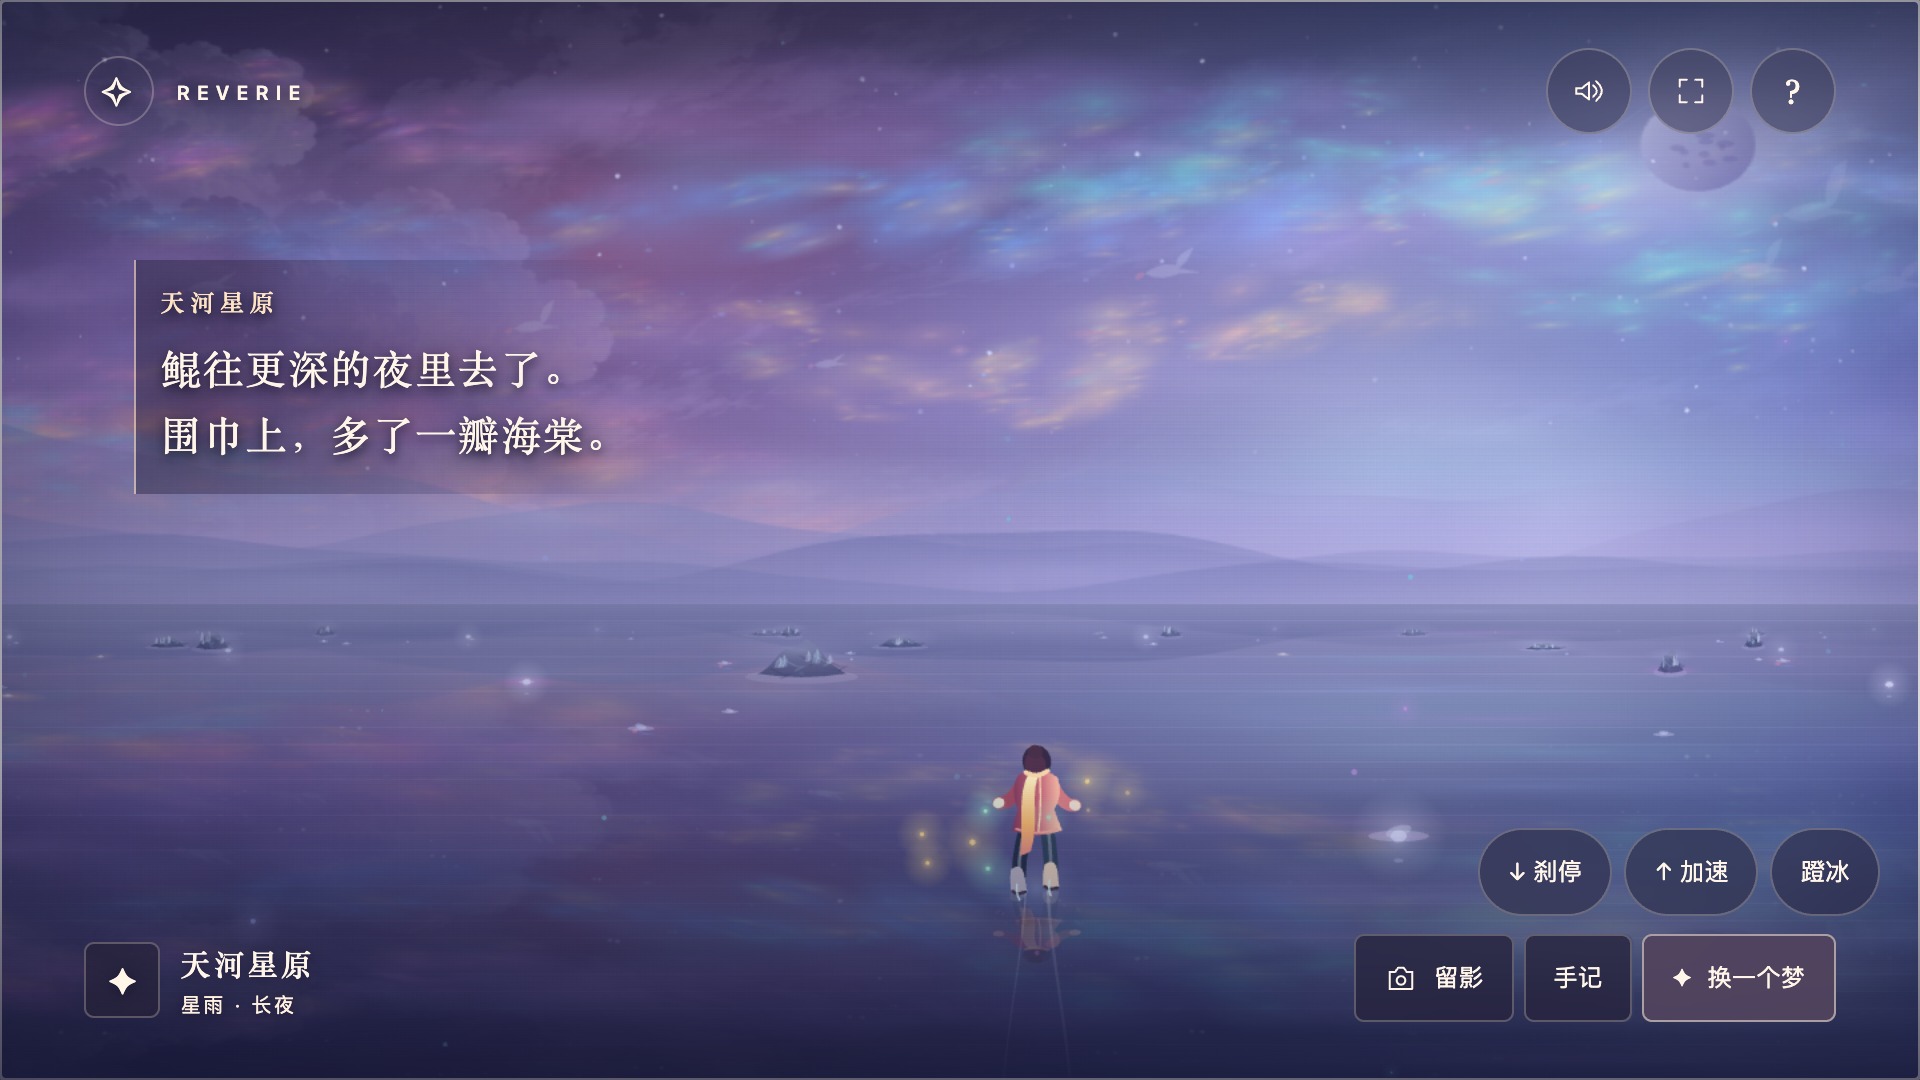 REVERIE
?
天河星原
鲲往更深的夜里去了。
围巾上，多了一瓣海棠。
↓ 刹停
↑ 加速
蹬冰
天河星原
星雨 · 长夜
留影
手记
换一个梦